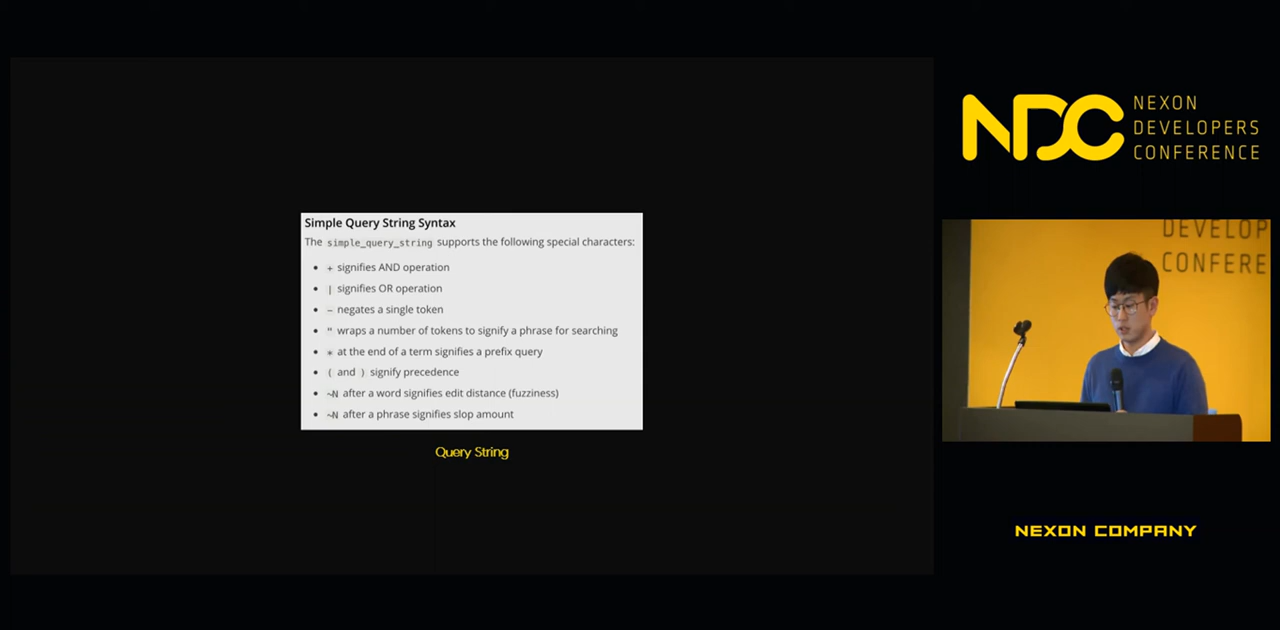 Simple Query String Syntax
The simple_query_string supports the following special characters:
• + signifies AND operation
• | signifies OR operation
• - negates a single token
• " wraps a number of tokens to signify a phrase for searching
• * at the end of a term signifies a prefix query
• ( and ) signify precedence
• ~N after a word signifies edit distance (fuzziness)
• ~N after a phrase signifies slop amount
Query String
NDC
NEXON
DEVELOPERS
CONFERENCE
DEVELOP
CONFERE
NEXON COMPANY